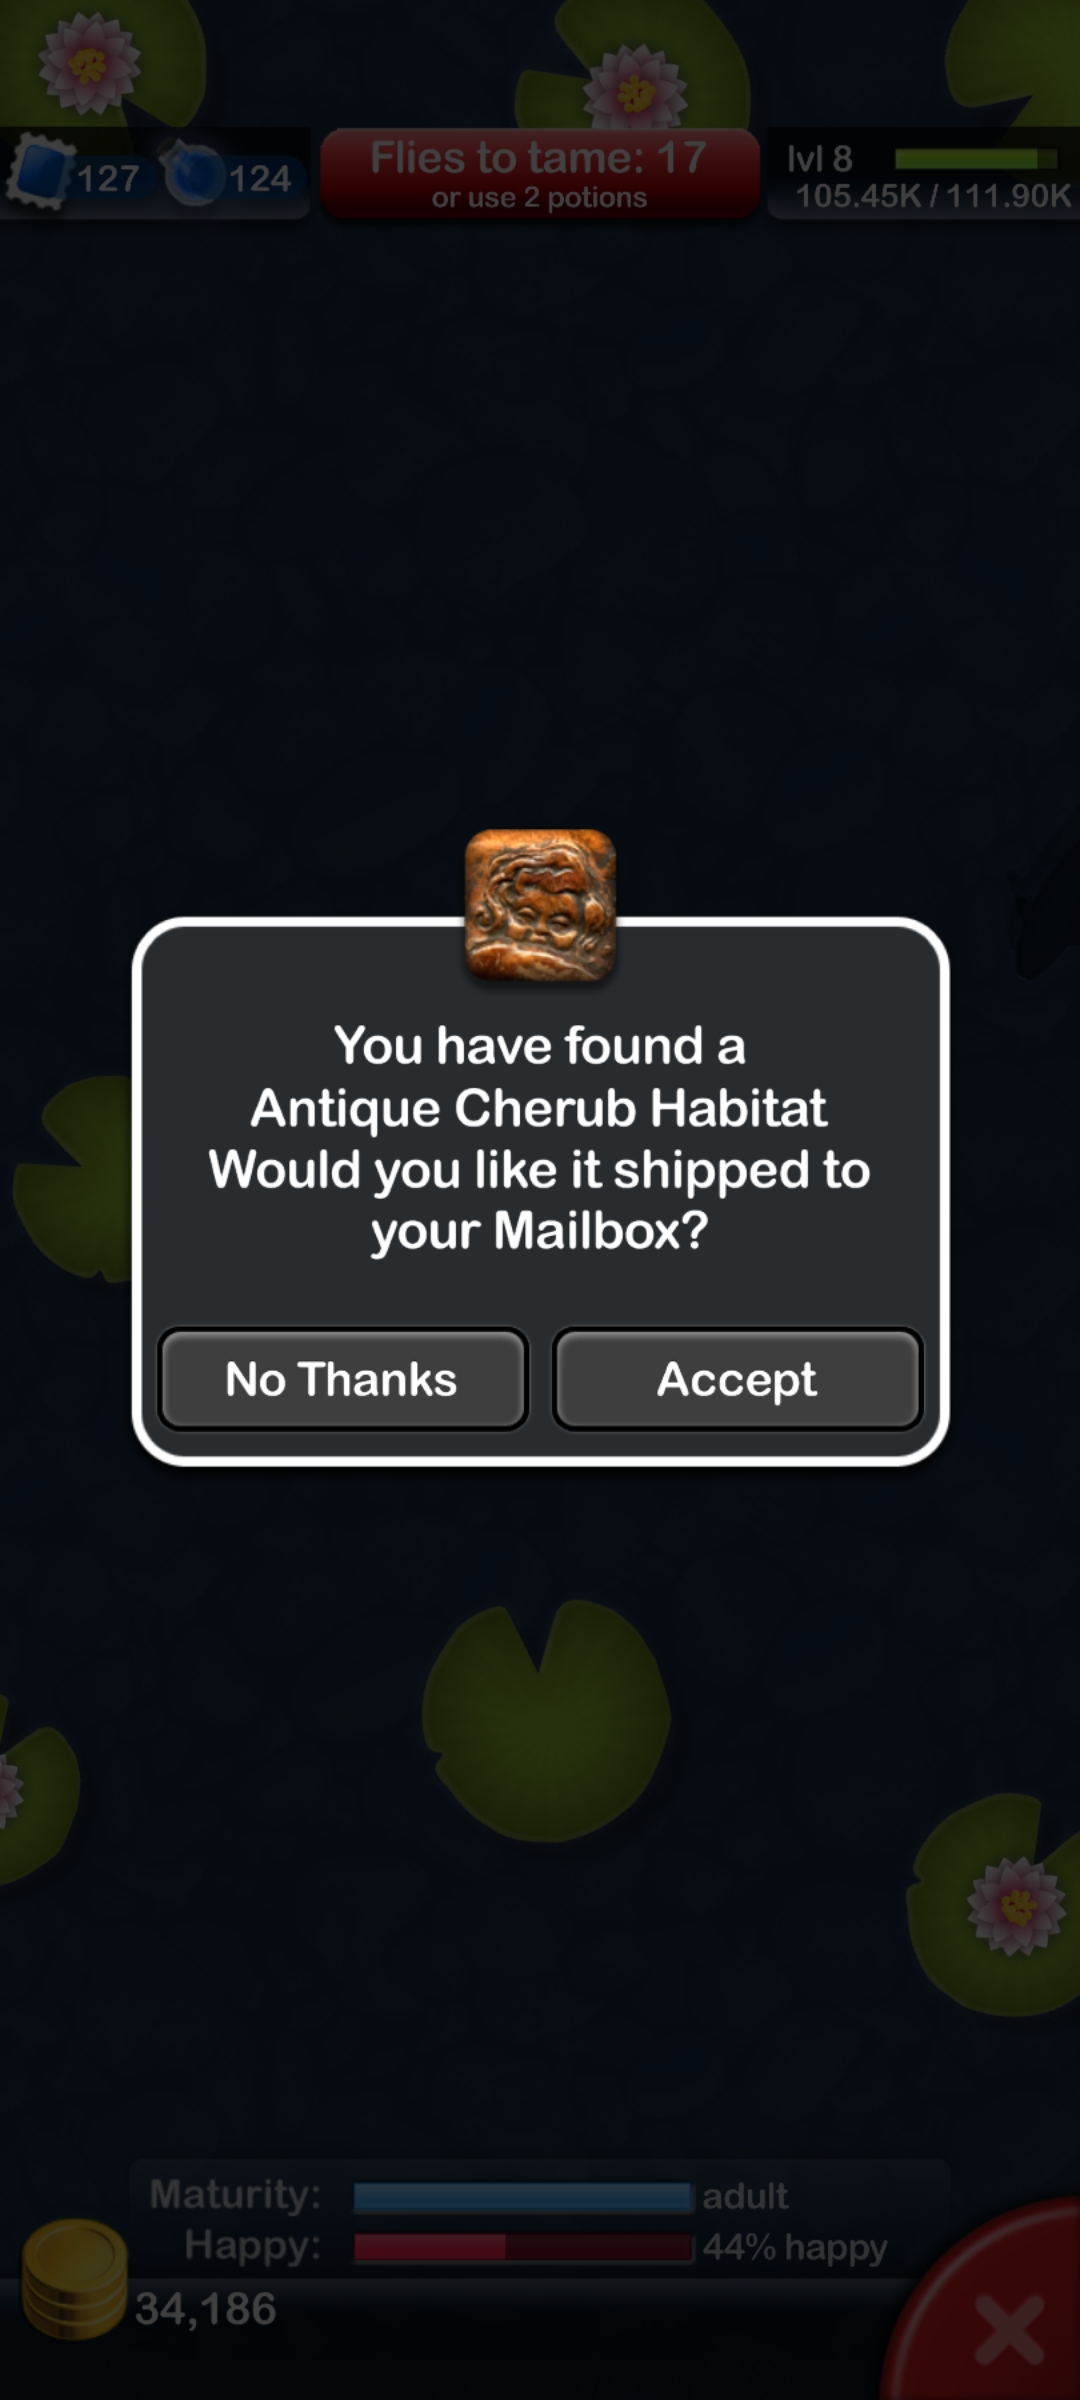 127
124
Flies to tame: 17
or use 2 potions
lvl 8
105.45K / 111.90K
You have found a
Antique Cherub Habitat
Would you like it shipped to
your Mailbox?
No Thanks
Accept
Maturity:
adult
Happy:
44% happy
34,186